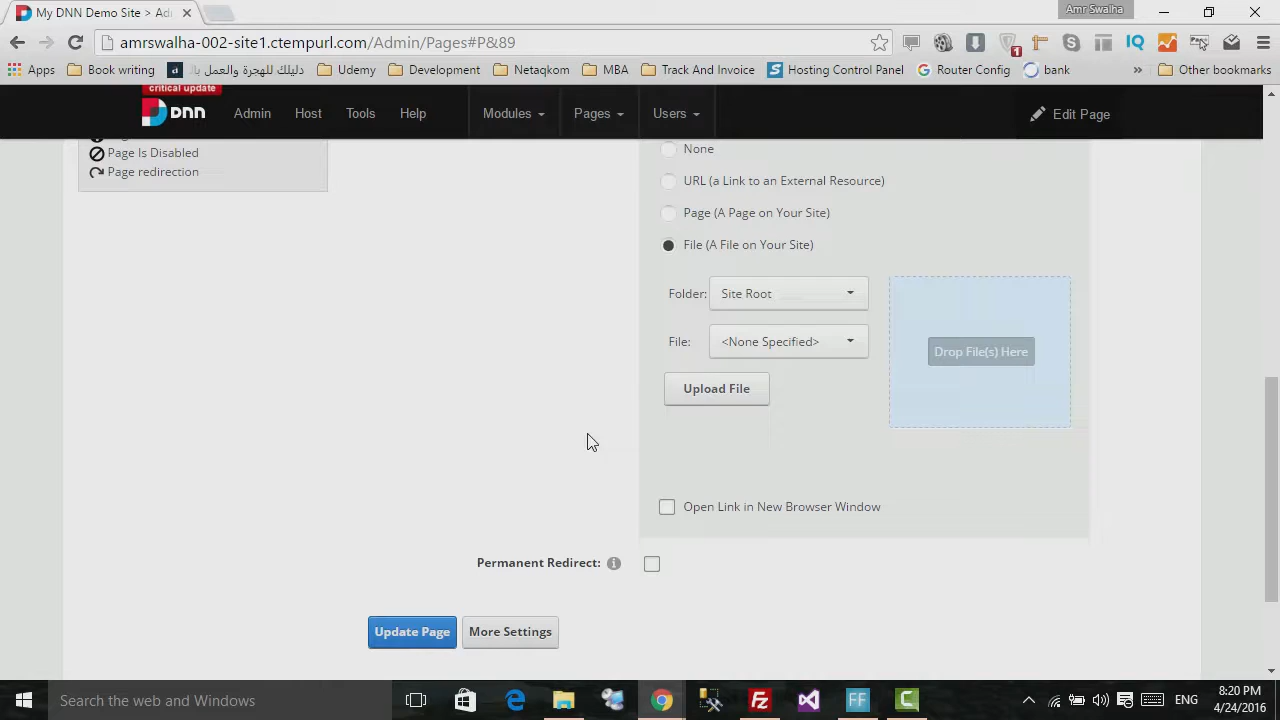 My DNN Demo Site > Adm
Amr Swalha
amrswalha-002-site1.ctempurl.com/Admin/Pages#P&89
Apps Book writing دليلك للهجرة والعمل بالـ Udemy Development Netaqkom MBA Track And Invoice Hosting Control Panel Router Config bank » Other bookmarks
critical update
DNN Admin Host Tools Help Modules Pages Users Edit Page
Page Is Disabled
Page redirection
None
URL (a Link to an External Resource)
Page (A Page on Your Site)
File (A File on Your Site)
Folder: Site Root
File: <None Specified>
Drop File(s) Here
Upload File
Open Link in New Browser Window
Permanent Redirect:
Update Page More Settings
Search the web and Windows
ENG
8:20 PM
4/24/2016